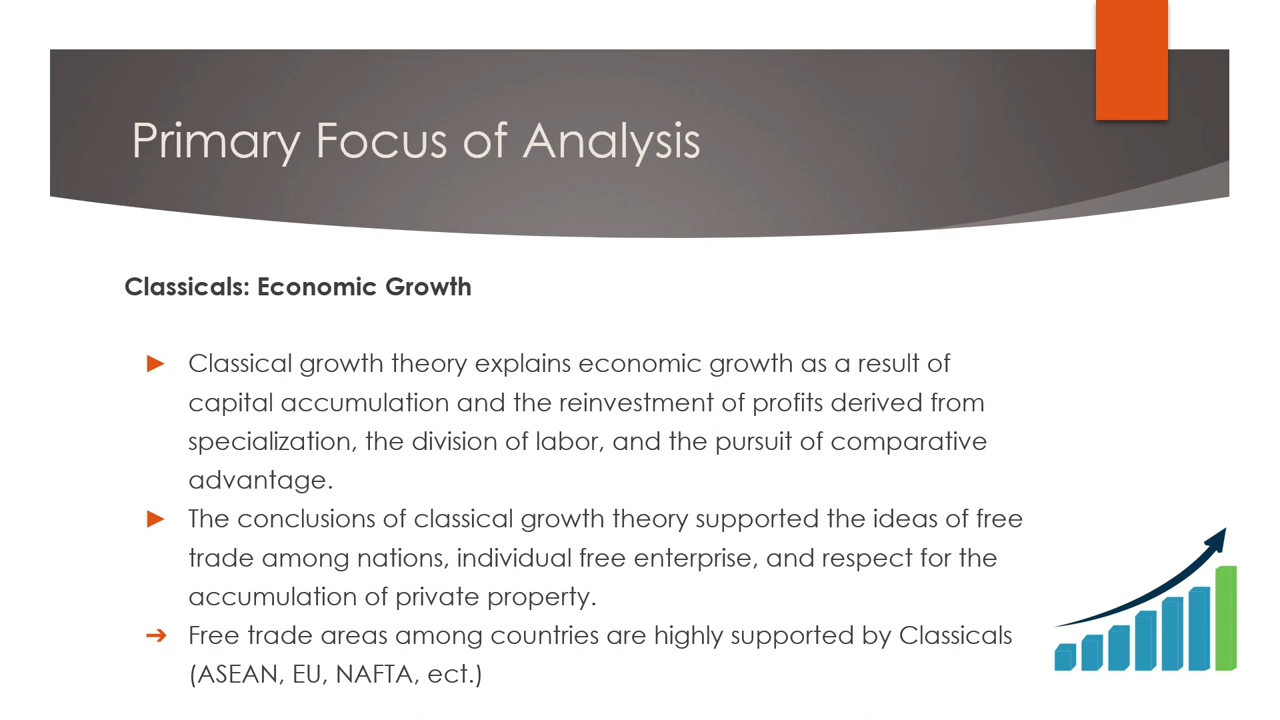 Primary Focus of Analysis
Classicals: Economic Growth
► Classical growth theory explains economic growth as a result of
capital accumulation and the reinvestment of profits derived from
specialization, the division of labor, and the pursuit of comparative
advantage.
► The conclusions of classical growth theory supported the ideas of free
trade among nations, individual free enterprise, and respect for the
accumulation of private property.
➔ Free trade areas among countries are highly supported by Classicals
(ASEAN, EU, NAFTA, ect.)